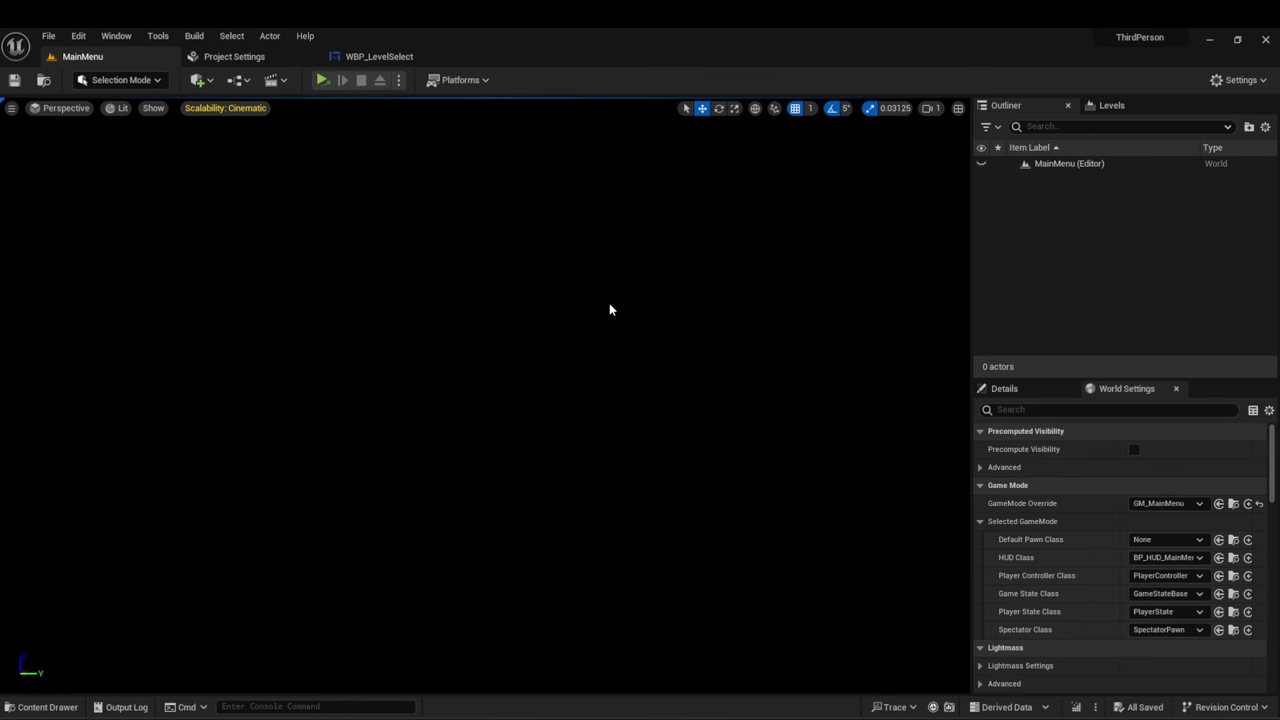 File Edit Window Tools Build Select Actor Help
ThirdPerson
MainMenu Project Settings WBP_LevelSelect
Selection Mode Platforms Settings
Perspective Lit Show Scalability: Cinematic 1 5° 0.03125 1
Outliner Levels
Search...
Item Label Type
MainMenu (Editor) World
0 actors
Details World Settings
Search
Precomputed Visibility
Precompute Visibility
Advanced
Game Mode
GameMode Override GM_MainMenu
Selected GameMode
Default Pawn Class None
HUD Class BP_HUD_MainMe
Player Controller Class PlayerController
Game State Class GameStateBase
Player State Class PlayerState
Spectator Class SpectatorPawn
Lightmass
Lightmass Settings
Advanced
Y
Content Drawer Output Log Cmd Enter Console Command Trace Derived Data All Saved Revision Control